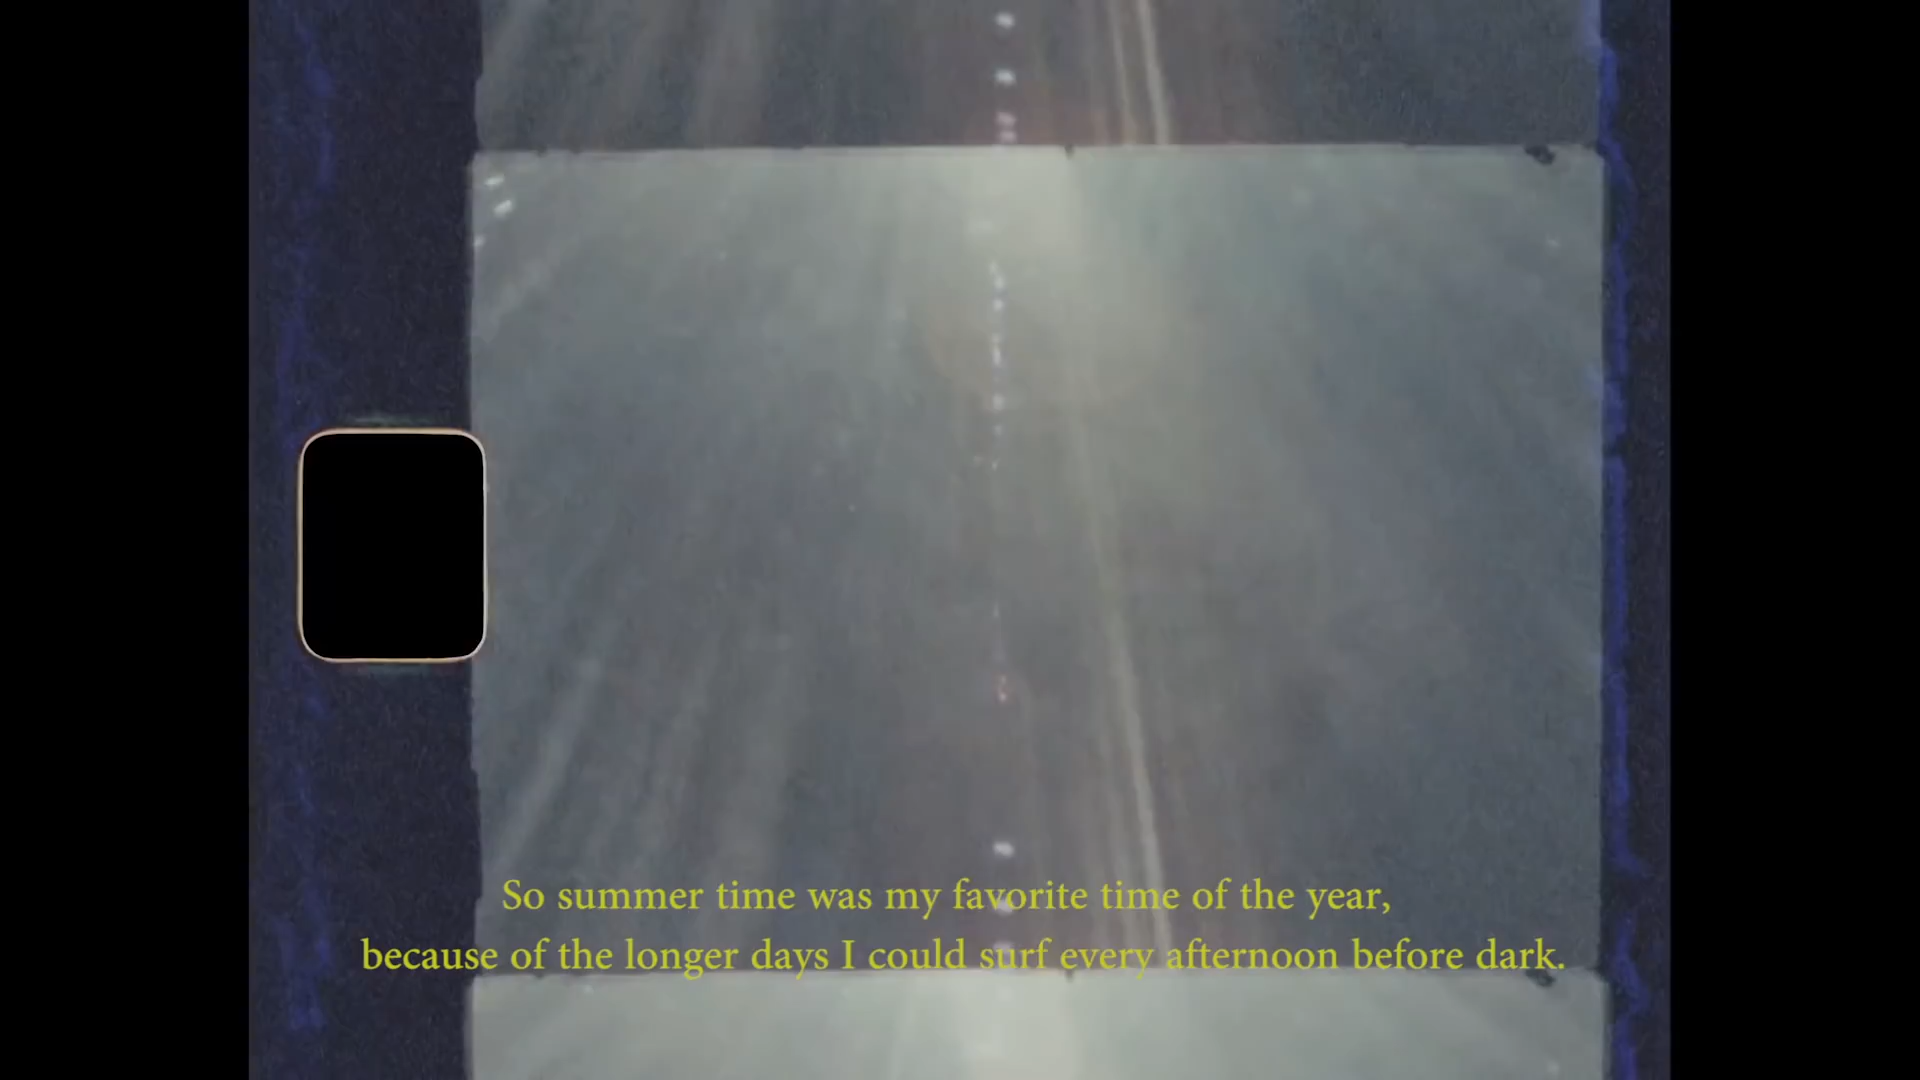 So summer time was my favorite time of the year,
because of the longer days I could surf every afternoon before dark.